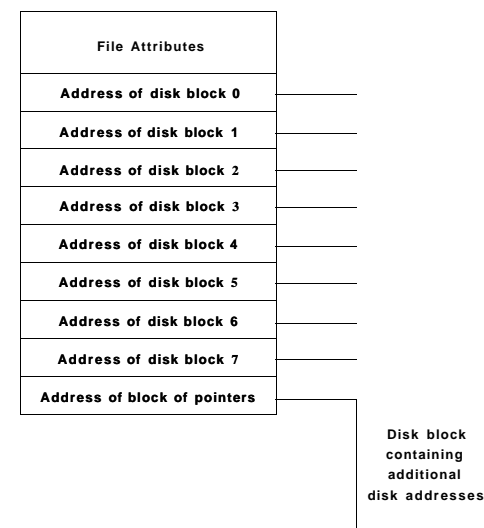 File Attributes
Address of disk block 0
Address of disk block 1
Address of disk block 2
Address of disk block 3
Address of disk block 4
Address of disk block 5
Address of disk block 6
Address of disk block 7
Address of block of pointers
Disk block
containing
additional
disk addresses